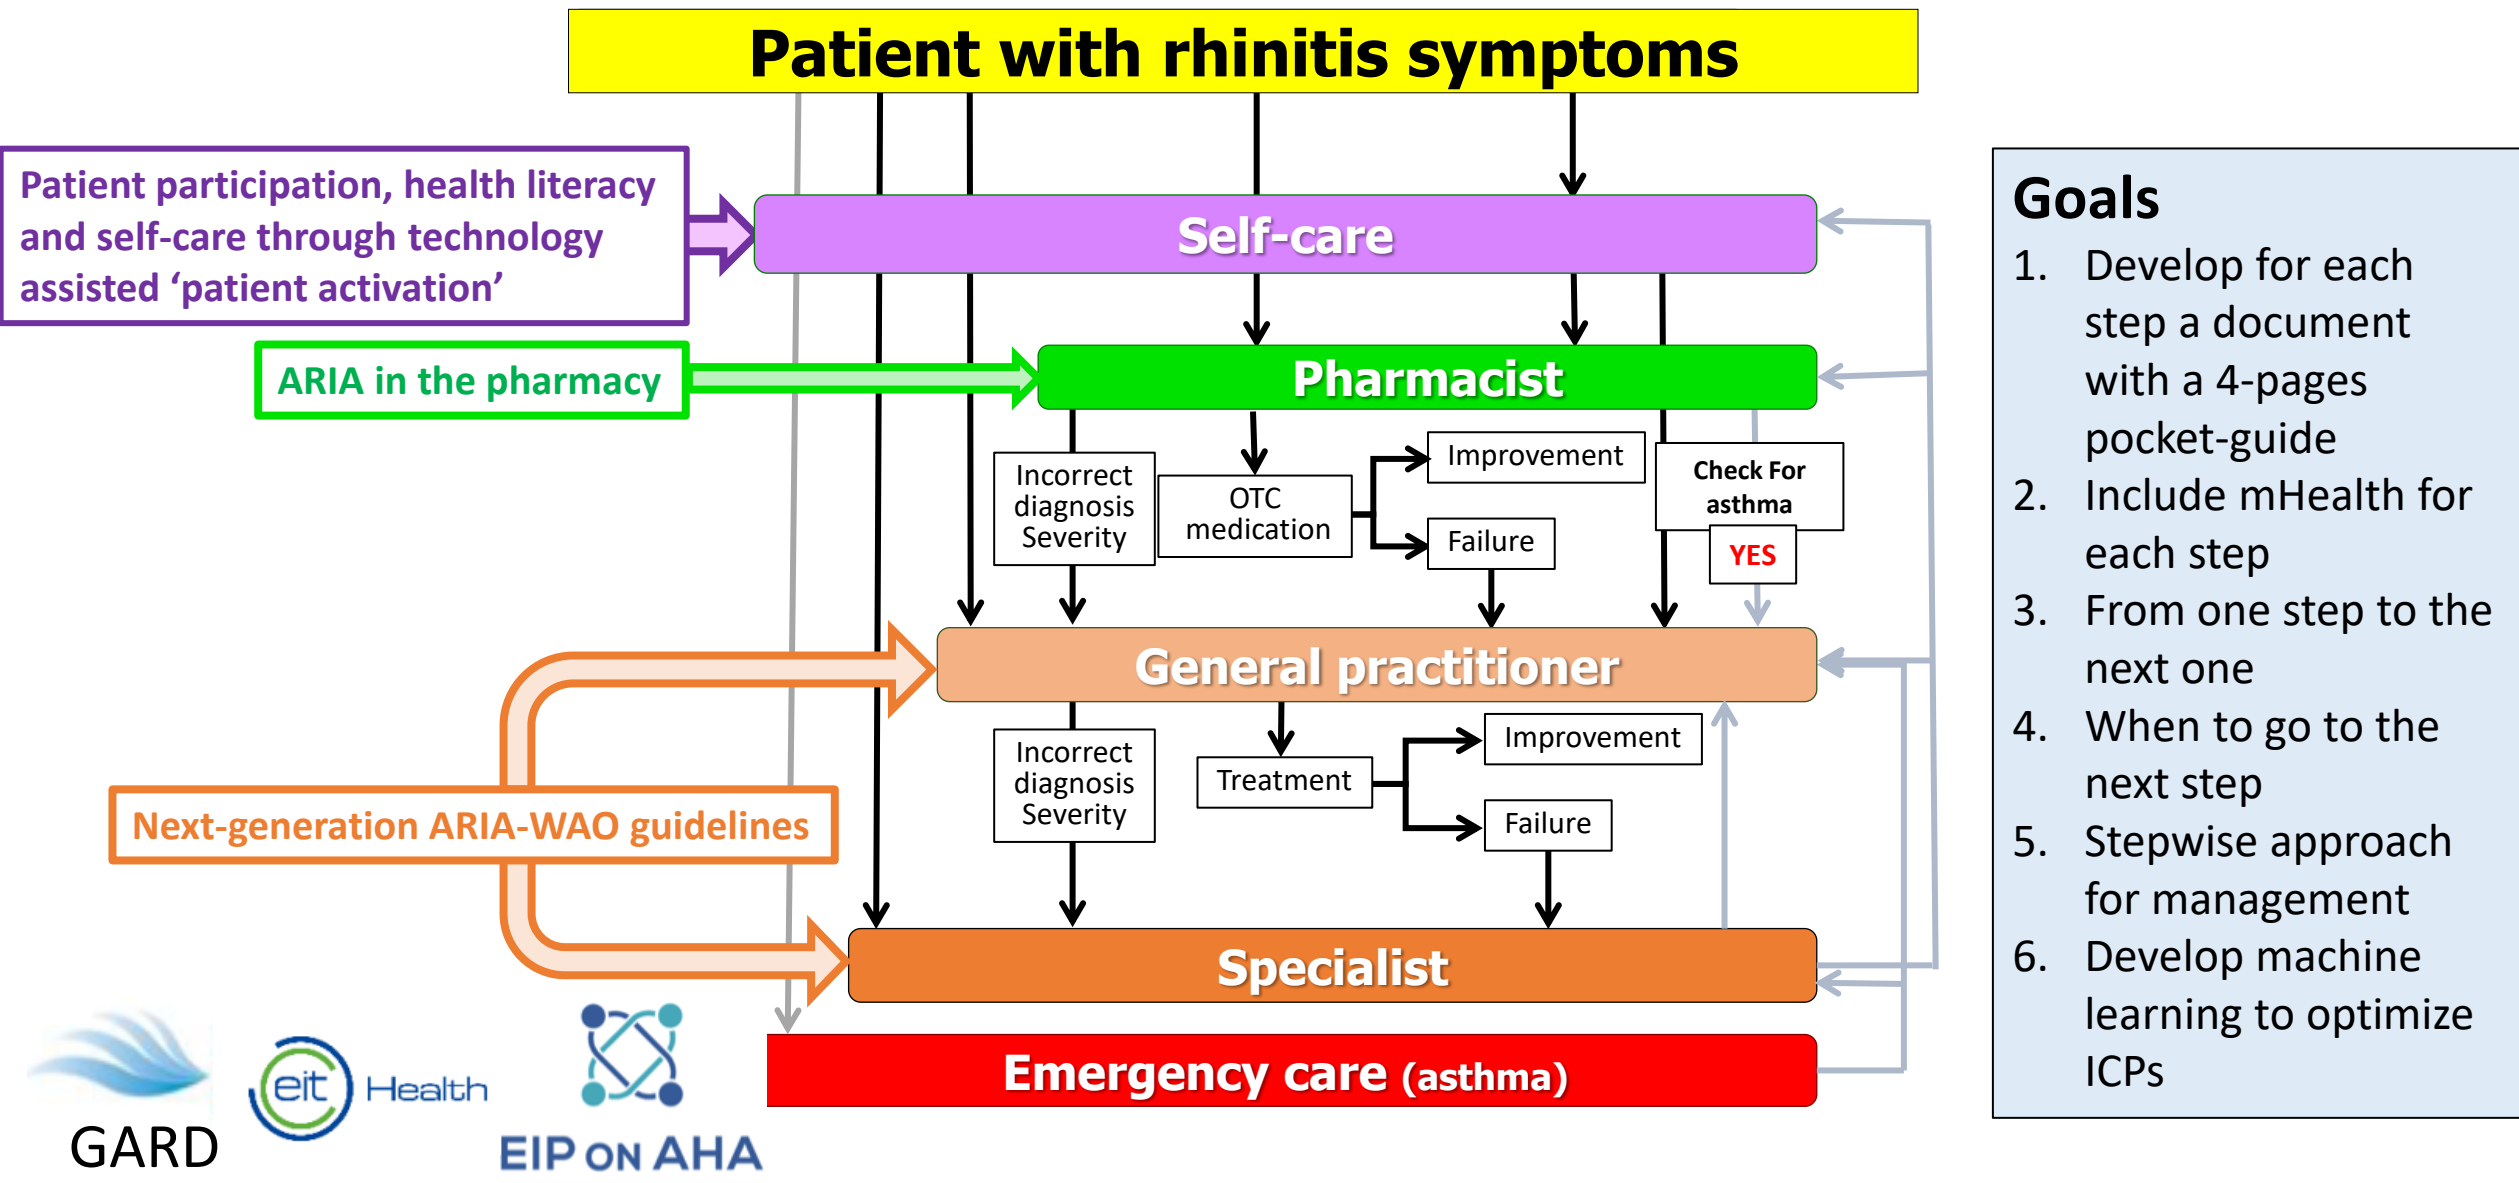 Patient with rhinitis symptoms
Patient participation, health literacy
and self-care through technology
assisted ‘patient activation’
Self-care
ARIA in the pharmacy
Pharmacist
Incorrect
diagnosis
Severity
OTC
medication
Improvement
Failure
Check For
asthma
YES
General practitioner
Incorrect
diagnosis
Severity
Treatment
Improvement
Failure
Next-generation ARIA-WAO guidelines
Specialist
Emergency care (asthma)
GARD
eit Health
EIP ON AHA
Goals
1. Develop for each
step a document
with a 4-pages
pocket-guide
2. Include mHealth for
each step
3. From one step to the
next one
4. When to go to the
next step
5. Stepwise approach
for management
6. Develop machine
learning to optimize
ICPs